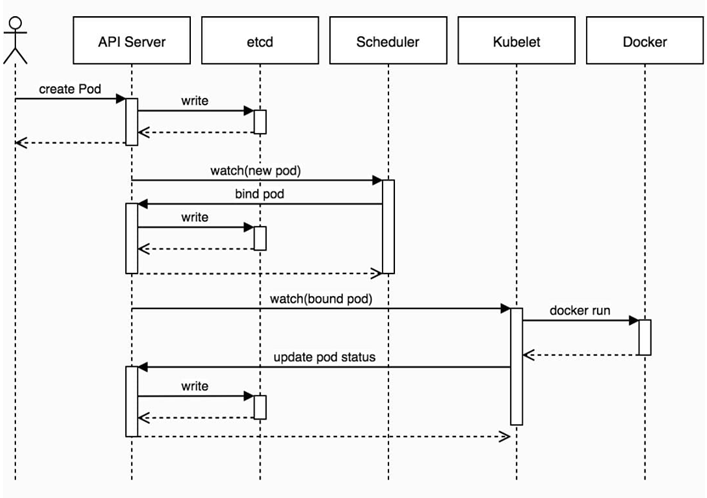 API Server
etcd
Scheduler
Kubelet
Docker
create Pod
write
watch(new pod)
bind pod
write
watch(bound pod)
docker run
update pod status
write